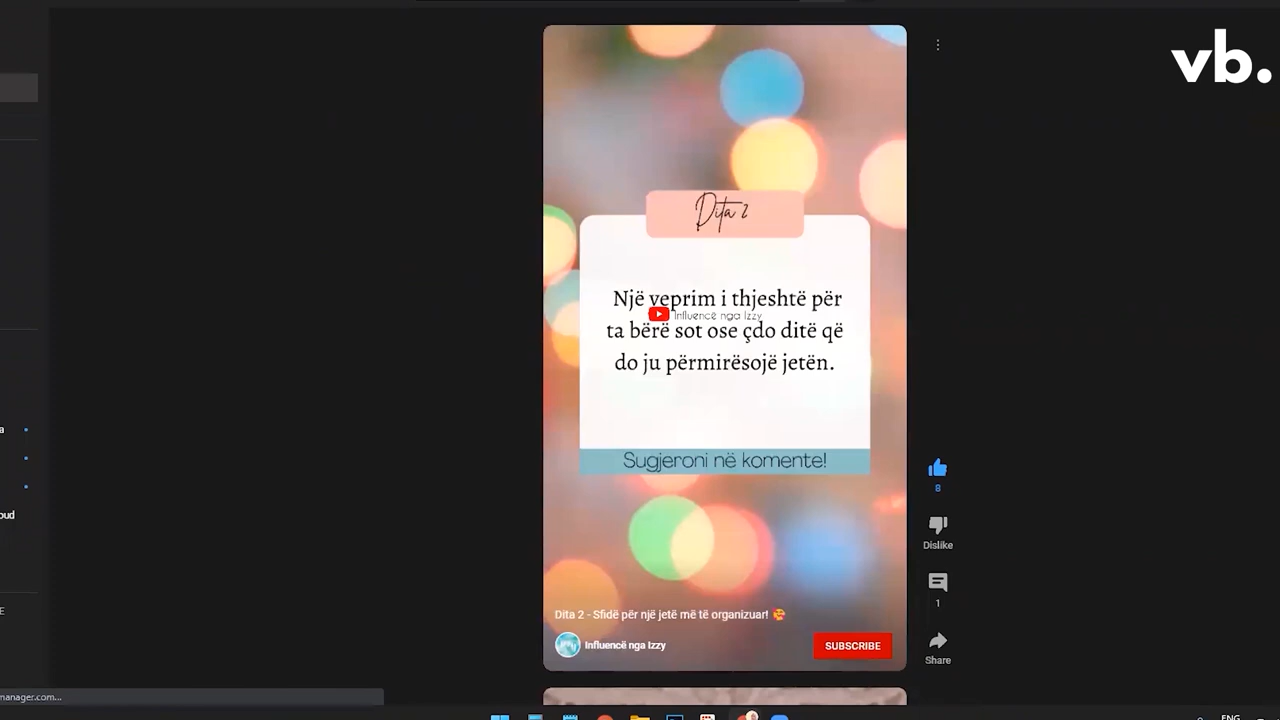 vb.
Dita 2
Një veprim i thjeshtë për
Influencë nga Izzy
ta bërë sot ose çdo ditë që
do ju përmirësojë jetën.
Sugjeroni në komente!
8
Dislike
1
Share
Dita 2 - Sfidë për një jetë më të organizuar! 🥰
Influencë nga Izzy
SUBSCRIBE
a
oud
E
nanager.com...
ENG